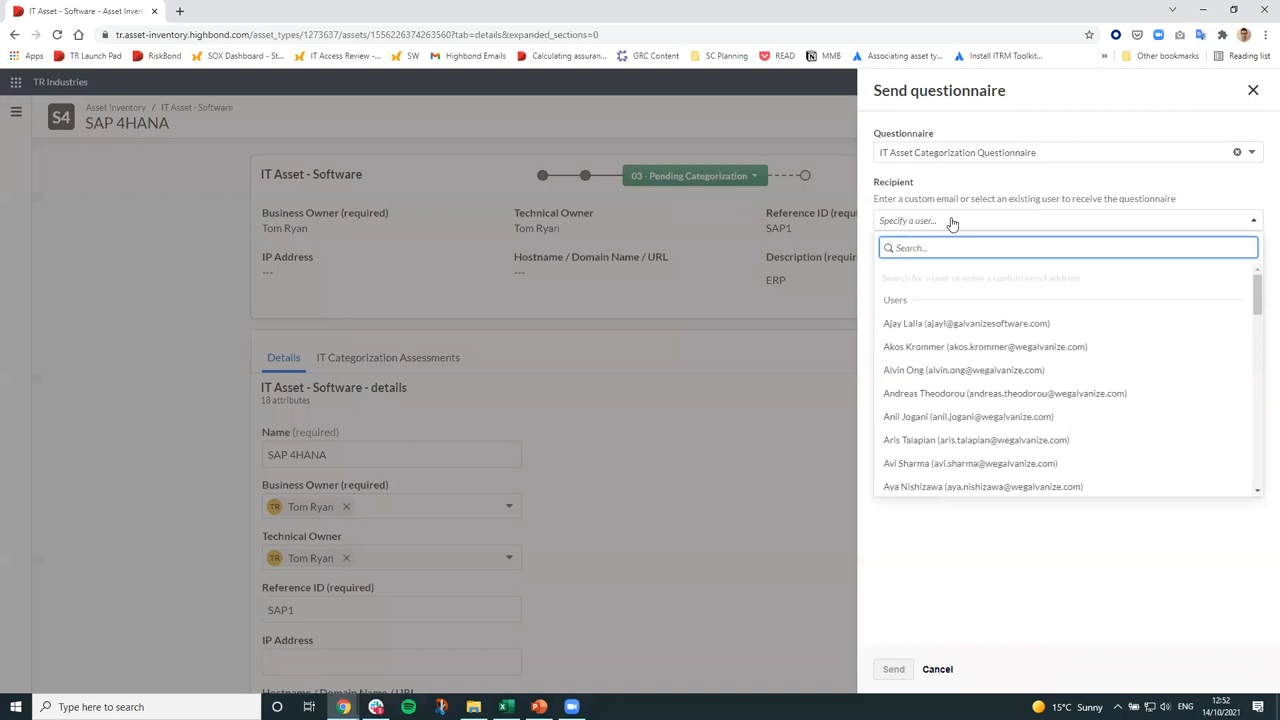 IT Asset - Software - Asset Inven
tr.asset-inventory.highbond.com/asset_types/1273637/assets/1556226374263560?tab=details&expanded_sections=0
Apps TR Launch Pad RiskBond SOX Dashboard - St... IT Access Review -... SW Highbond Emails Calculating assuran... GRC Content SC Planning READ MMB Associating asset ty... Install ITRM Toolkit... » Other bookmarks Reading list
TR Industries
S4
Asset Inventory / IT Asset - Software
SAP 4HANA
IT Asset - Software
03 - Pending Categorization
Business Owner (required)
Tom Ryan
Technical Owner
Tom Ryan
Reference ID (required)
SAP1
IP Address
---
Hostname / Domain Name / URL
---
Description (require
ERP
Details IT Categorization Assessments
IT Asset - Software - details
18 attributes
Name (required)
SAP 4HANA
Business Owner (required)
TR Tom Ryan
Technical Owner
TR Tom Ryan
Reference ID (required)
SAP1
IP Address
Hostname / Domain Name / URL
Send questionnaire
Questionnaire
IT Asset Categorization Questionnaire
Recipient
Enter a custom email or select an existing user to receive the questionnaire
Specify a user...
Search...
Search for a user or enter a custom email address
Users
Ajay Lalla (ajayl@galvanizesoftware.com)
Akos Krommer (akos.krommer@wegalvanize.com)
Alvin Ong (alvin.ong@wegalvanize.com)
Andreas Theodorou (andreas.theodorou@wegalvanize.com)
Anil Jogani (anil.jogani@wegalvanize.com)
Aris Talapian (aris.talapian@wegalvanize.com)
Avi Sharma (avi.sharma@wegalvanize.com)
Aya Nishizawa (aya.nishizawa@wegalvanize.com)
Send Cancel
Type here to search
15°C Sunny
12:52
14/10/2021